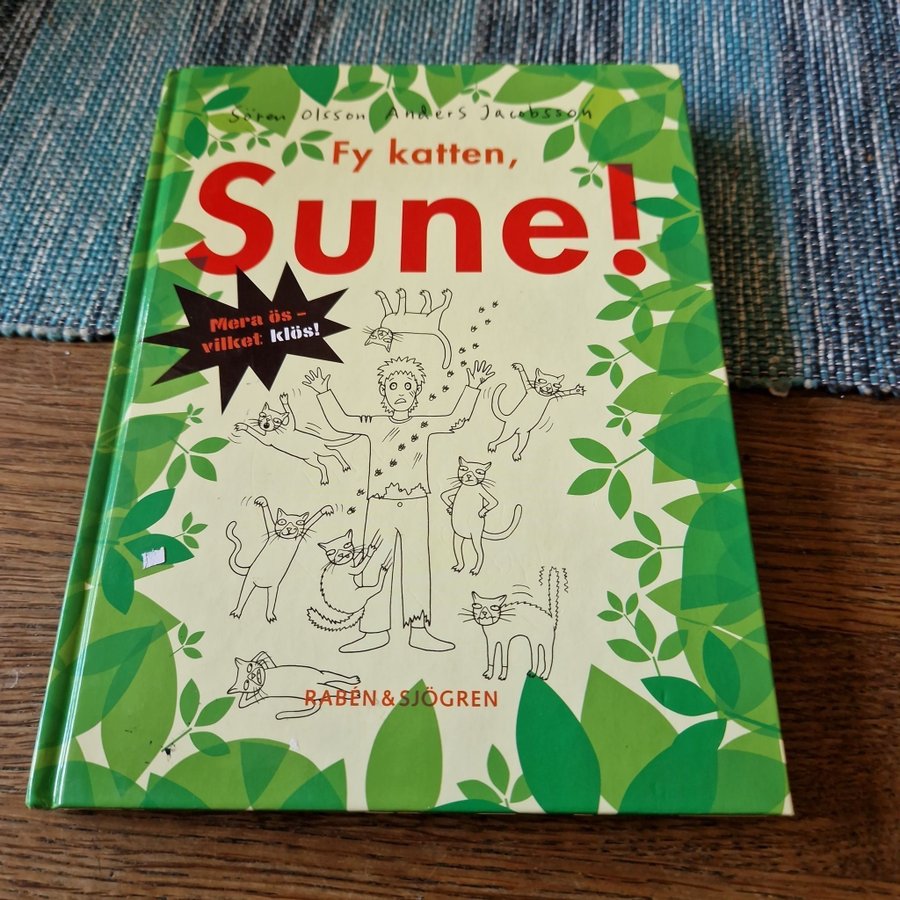 Sören Olsson Anders Jacobsson
Fy katten,
Sune!
Mera ös –
vilket klös!
RABÉN & SJÖGREN